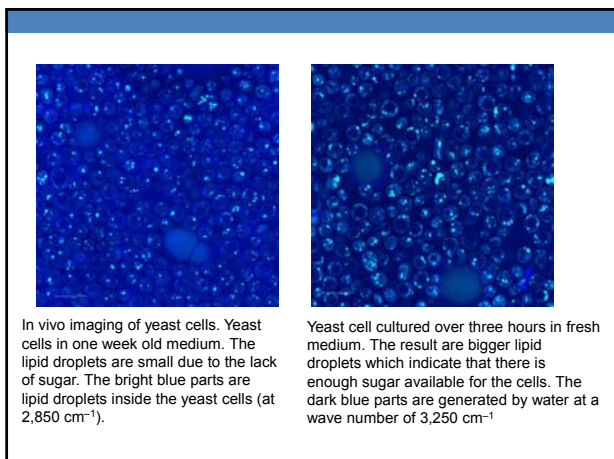 In vivo imaging of yeast cells. Yeast
cells in one week old medium. The
lipid droplets are small due to the lack
of sugar. The bright blue parts are
lipid droplets inside the yeast cells (at
2,850 cm⁻¹).
Yeast cell cultured over three hours in fresh
medium. The result are bigger lipid
droplets which indicate that there is
enough sugar available for the cells. The
dark blue parts are generated by water at a
wave number of 3,250 cm⁻¹